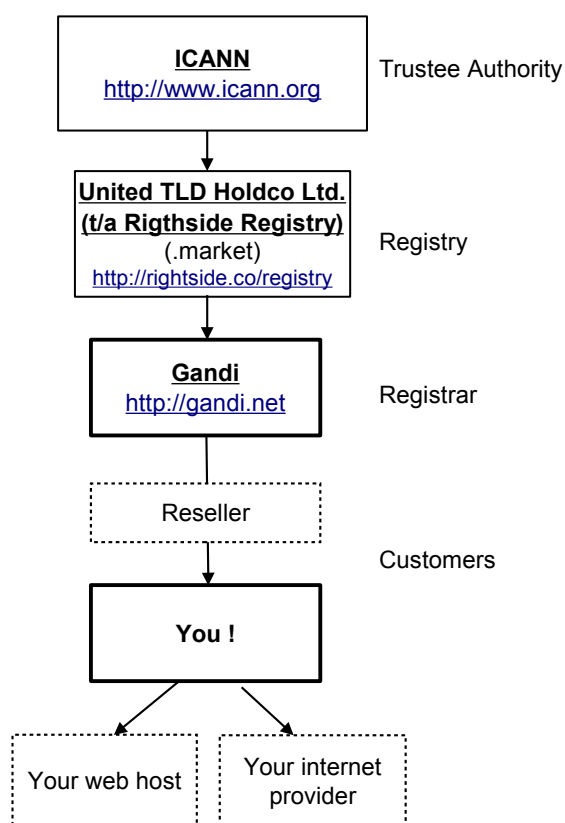 ICANN
http://www.icann.org
Trustee Authority
United TLD Holdco Ltd.
(t/a Rigthside Registry)
(.market)
http://rightside.co/registry
Registry
Gandi
http://gandi.net
Registrar
Reseller
Customers
You !
Your web host
Your internet
provider